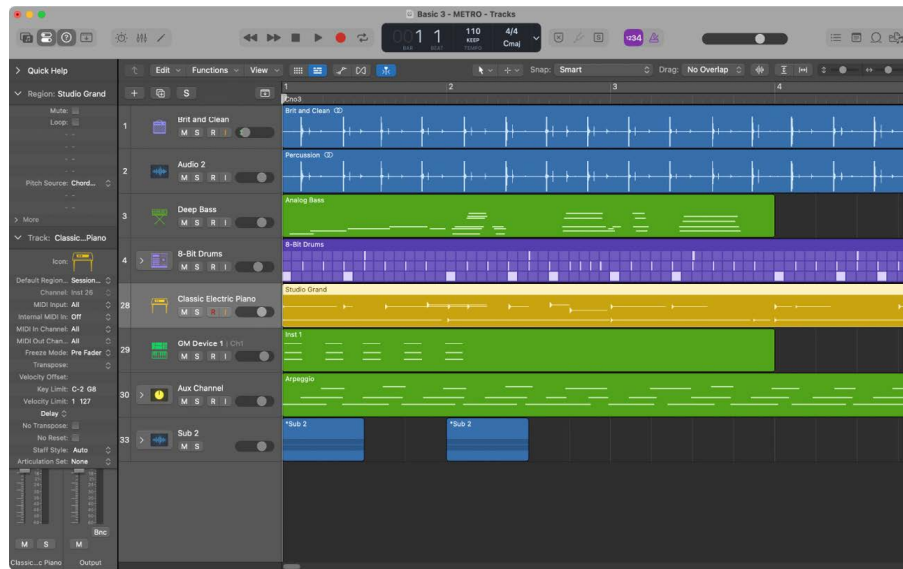 Basic 3 - METRO - Tracks
001 1
BAR BEAT
110
KEEP
TEMPO
4/4
Cmaj
1234
Quick Help
Region: Studio Grand
Mute:
Loop:
Pitch Source: Chord...
More
Track: Classic...Piano
Icon:
Default Region... Session...
Channel: Inst 26
MIDI Input: All
Internal MIDI In: Off
MIDI In Channel: All
MIDI Out Chan... All
Freeze Mode: Pre Fader
Transpose:
Velocity Offset:
Key Limit: C-2 G8
Velocity Limit: 1 127
Delay
No Transpose:
No Reset:
Staff Style: Auto
Articulation Set: None
Bnc
M S M
Classic...c Piano Output
Edit Functions View Snap: Smart Drag: No Overlap
S
1 2 3 4
1 Brit and Clean
M S R I
2 Audio 2
M S R I
3 Deep Bass
M S R I
4 8-Bit Drums
M S R I
28 Classic Electric Piano
M S R I
29 GM Device 1 | Ch1
M S R I
30 Aux Channel
M S R I
33 Sub 2
M S
Brit and Clean
Percussion
Analog Bass
8-Bit Drums
Studio Grand
Inst 1
Arpeggio
*Sub 2 *Sub 2